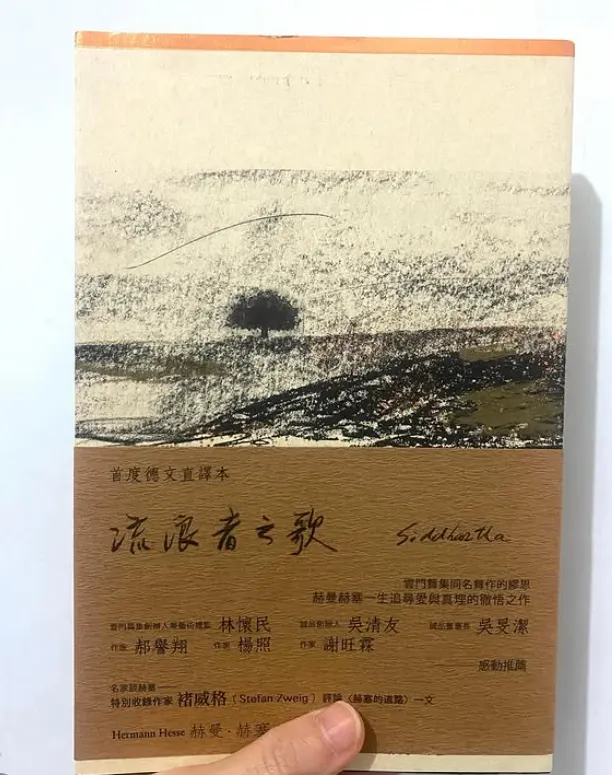 首度德文直譯本
流浪者之歌 Siddhartha
雲門舞集同名舞作的繆思
赫曼赫塞一生追尋愛與真理的徹悟之作
雲門舞集創辦人兼藝術總監 林懷民 誠品創辦人 吳清友 誠品董事長 吳旻潔
作家 郝譽翔 作家 楊照 作家 謝旺霖
感動推薦
名家談赫塞——
特別收錄作家 褚威格（Stefan Zweig）評論〈赫塞的道路〉一文
Hermann Hesse 赫曼·赫塞